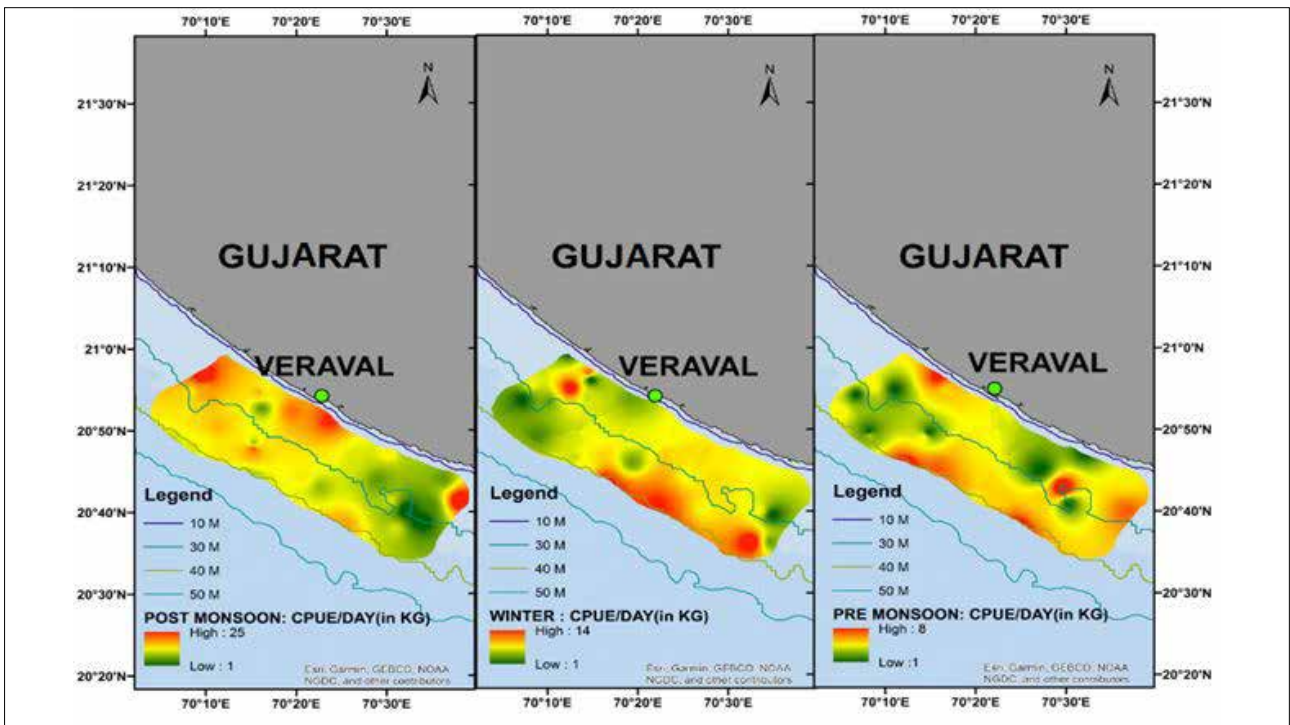 70°10'E 70°20'E 70°30'E 70°10'E 70°22'E 70°30'E 70°10'E 70°20'E 70°30'E
N N N
21°30'N 21°30'N
21°20'N 21°20'N
GUJARAT GUJARAT GUJARAT
21°10'N 21°10'N
21°0'N 21°0'N
VERAVAL VERAVAL VERAVAL
20°50'N 20°50'N
Legend Legend Legend
20°40'N 20°40'N
10 M 10 M 10 M
30 M 30 M 30 M
40 M 40 M 40 M
50 M 50 M 50 M
20°30'N 20°30'N
POST MONSOON: CPUE/DAY(in KG) WINTER : CPUE/DAY(in KG) PRE MONSOON: CPUE/DAY(in KG)
High : 25 High : 14 High : 8
Low : 1 Low : 1 Low :1
Esri, Garmin, GEBCO, NOAA Esri, Garmin, GEBCO, NOAA Esri, Garmin, GEBCO, NOAA
20°20'N 20°20'N
NGDC, and other contributors NGDC, and other contributors NGDC, and other contributors
70°10'E 70°20'E 70°30'E 70°10'E 70°22'E 70°30'E 70°10'E 70°20'E 70°30'E